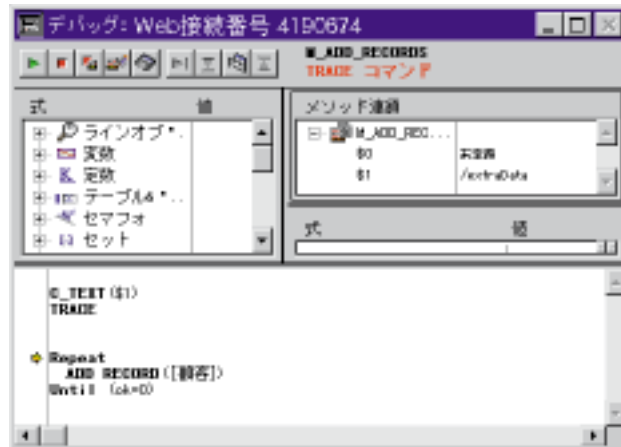 デバッグ: Web接続番号 4190674
M_ADD_RECORDS
TRACE コマンド
式 値
ラインオブ*..
変数
定数
テーブル& *..
セマフォ
セット
メソッド連鎖
M_ADD_REC...
$0 未定義
$1 /extraData
式 値
C_TEXT($1)
TRACE
Repeat
ADD RECORD([顧客])
Until (ok=0)